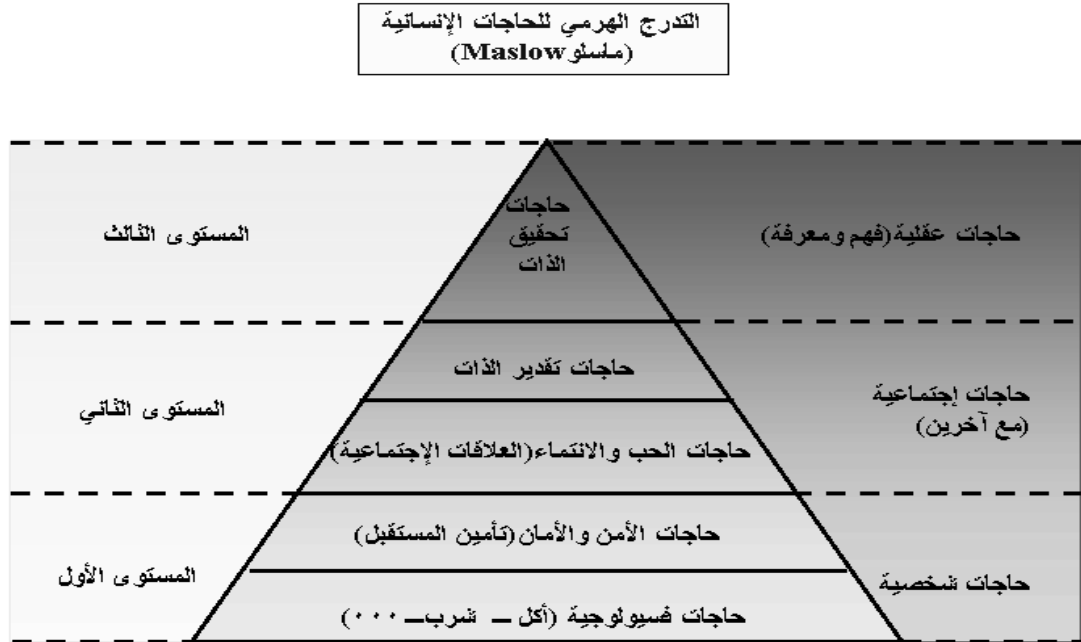 التدرج الهرمي للحاجات الإنسانية
(ماسلو Maslow)
حاجات
تحقيق
الذات
حاجات عقلية (فهم ومعرفة)
المستوى الثالث
حاجات تقدير الذات
حاجات إجتماعية
(مع آخرين)
المستوى الثاني
حاجات الحب والانتماء (العلاقات الإجتماعية)
حاجات الأمن والأمان (تأمين المستقبل)
حاجات شخصية
المستوى الأول
حاجات فسيولوجية (أكل ـ شرب ـ ٠٠٠)